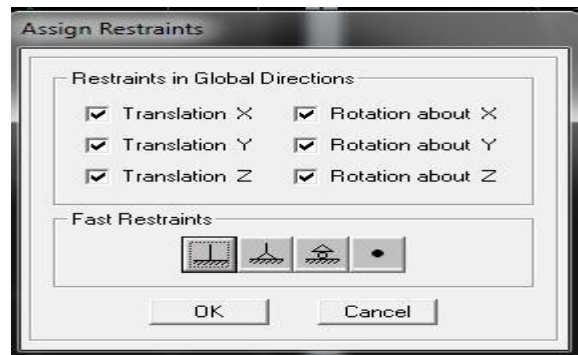 Assign Restraints
Restraints in Global Directions
Translation X Rotation about X
Translation Y Rotation about Y
Translation Z Rotation about Z
Fast Restraints
OK Cancel